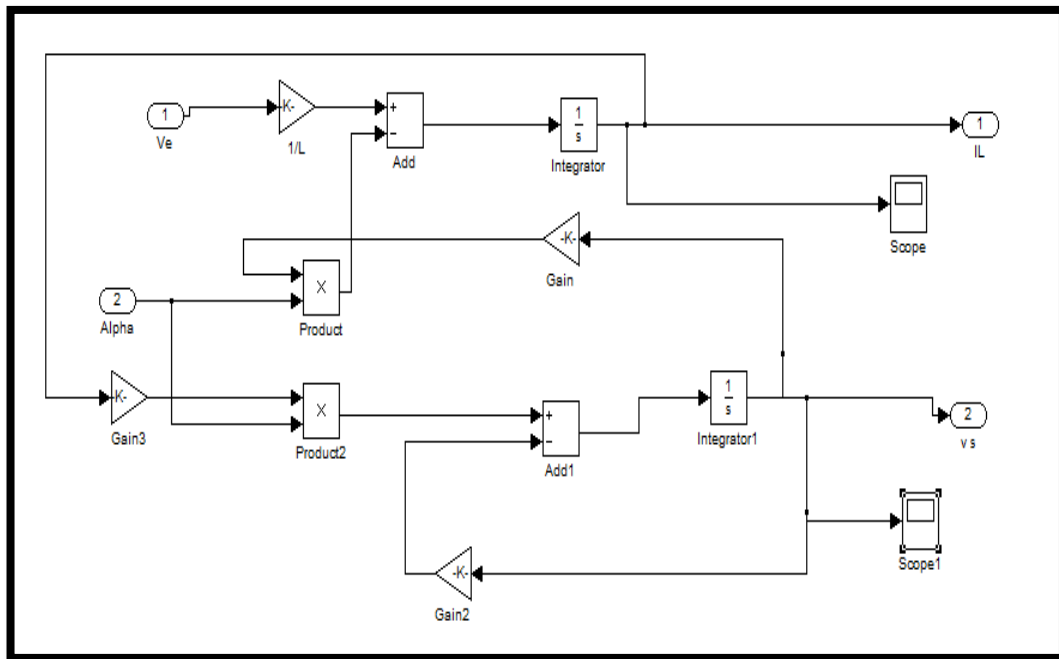 1
Ve
-K-
1/L
+
−
Add
1
s
Integrator
1
IL
Scope
-K-
Gain
2
Alpha
X
Product
-K-
Gain3
X
Product2
+
−
Add1
1
s
Integrator1
2
v s
Scope1
-K-
Gain2